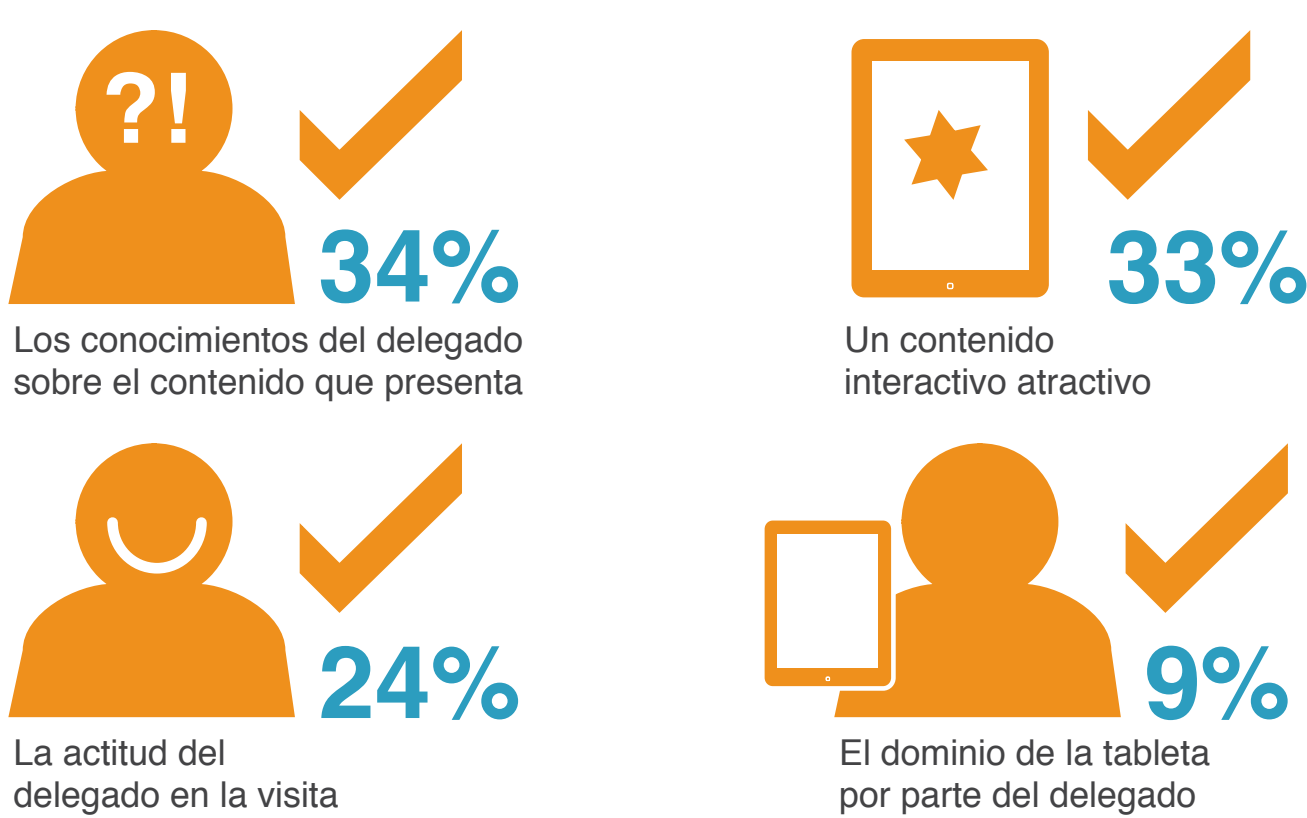 ?!
34%
Los conocimientos del delegado
sobre el contenido que presenta
33%
Un contenido
interactivo atractivo
24%
La actitud del
delegado en la visita
9%
El dominio de la tableta
por parte del delegado